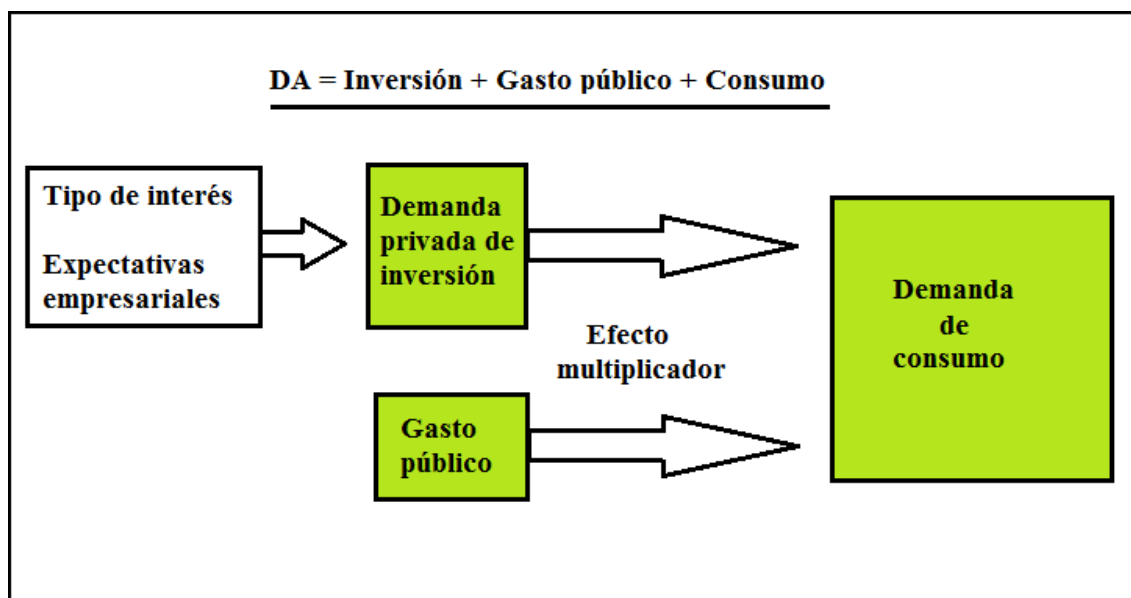 DA = Inversión + Gasto público + Consumo
Tipo de interés
Expectativas
empresariales
Demanda
privada de
inversión
Efecto
multiplicador
Gasto
público
Demanda
de
consumo